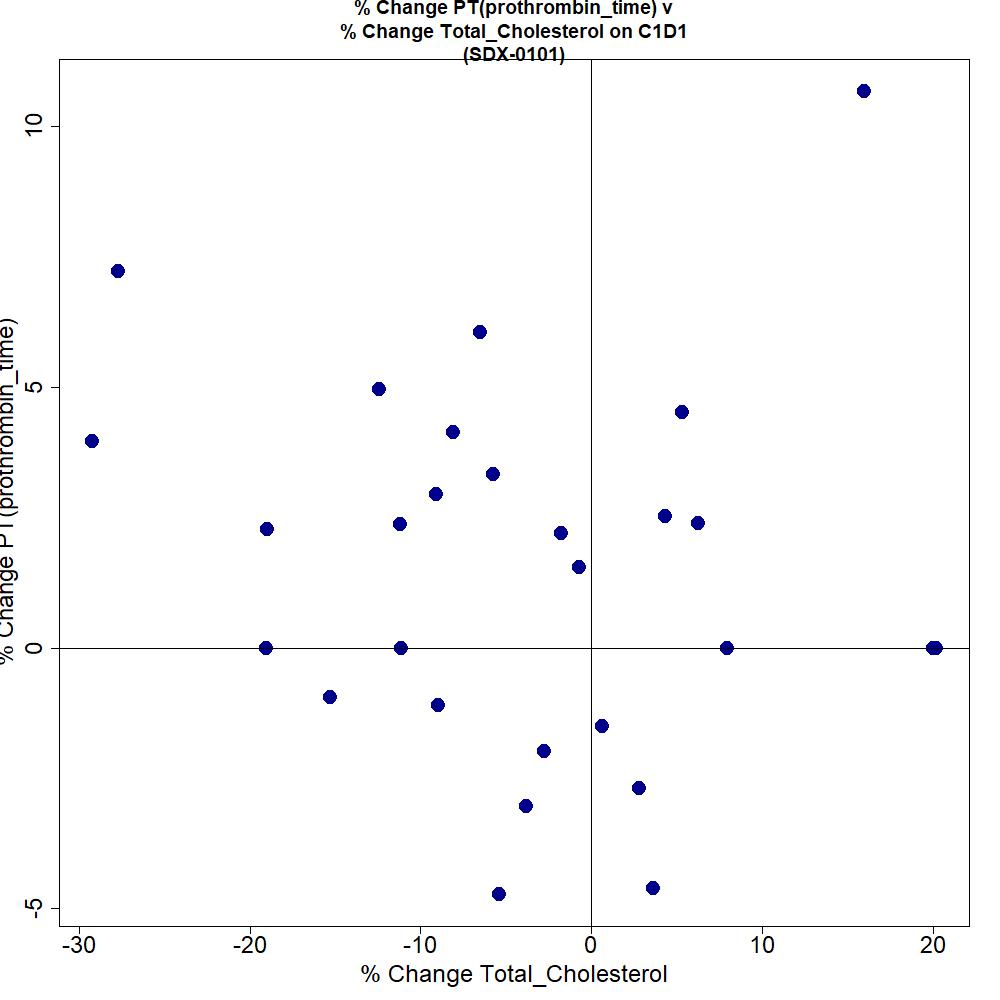 % Change PT(prothrombin_time) v
% Change Total_Cholesterol on C1D1
(SDX-0101)
% Change PT(prothrombin_time)
10
5
0
-5
-30 -20 -10 0 10 20
% Change Total_Cholesterol